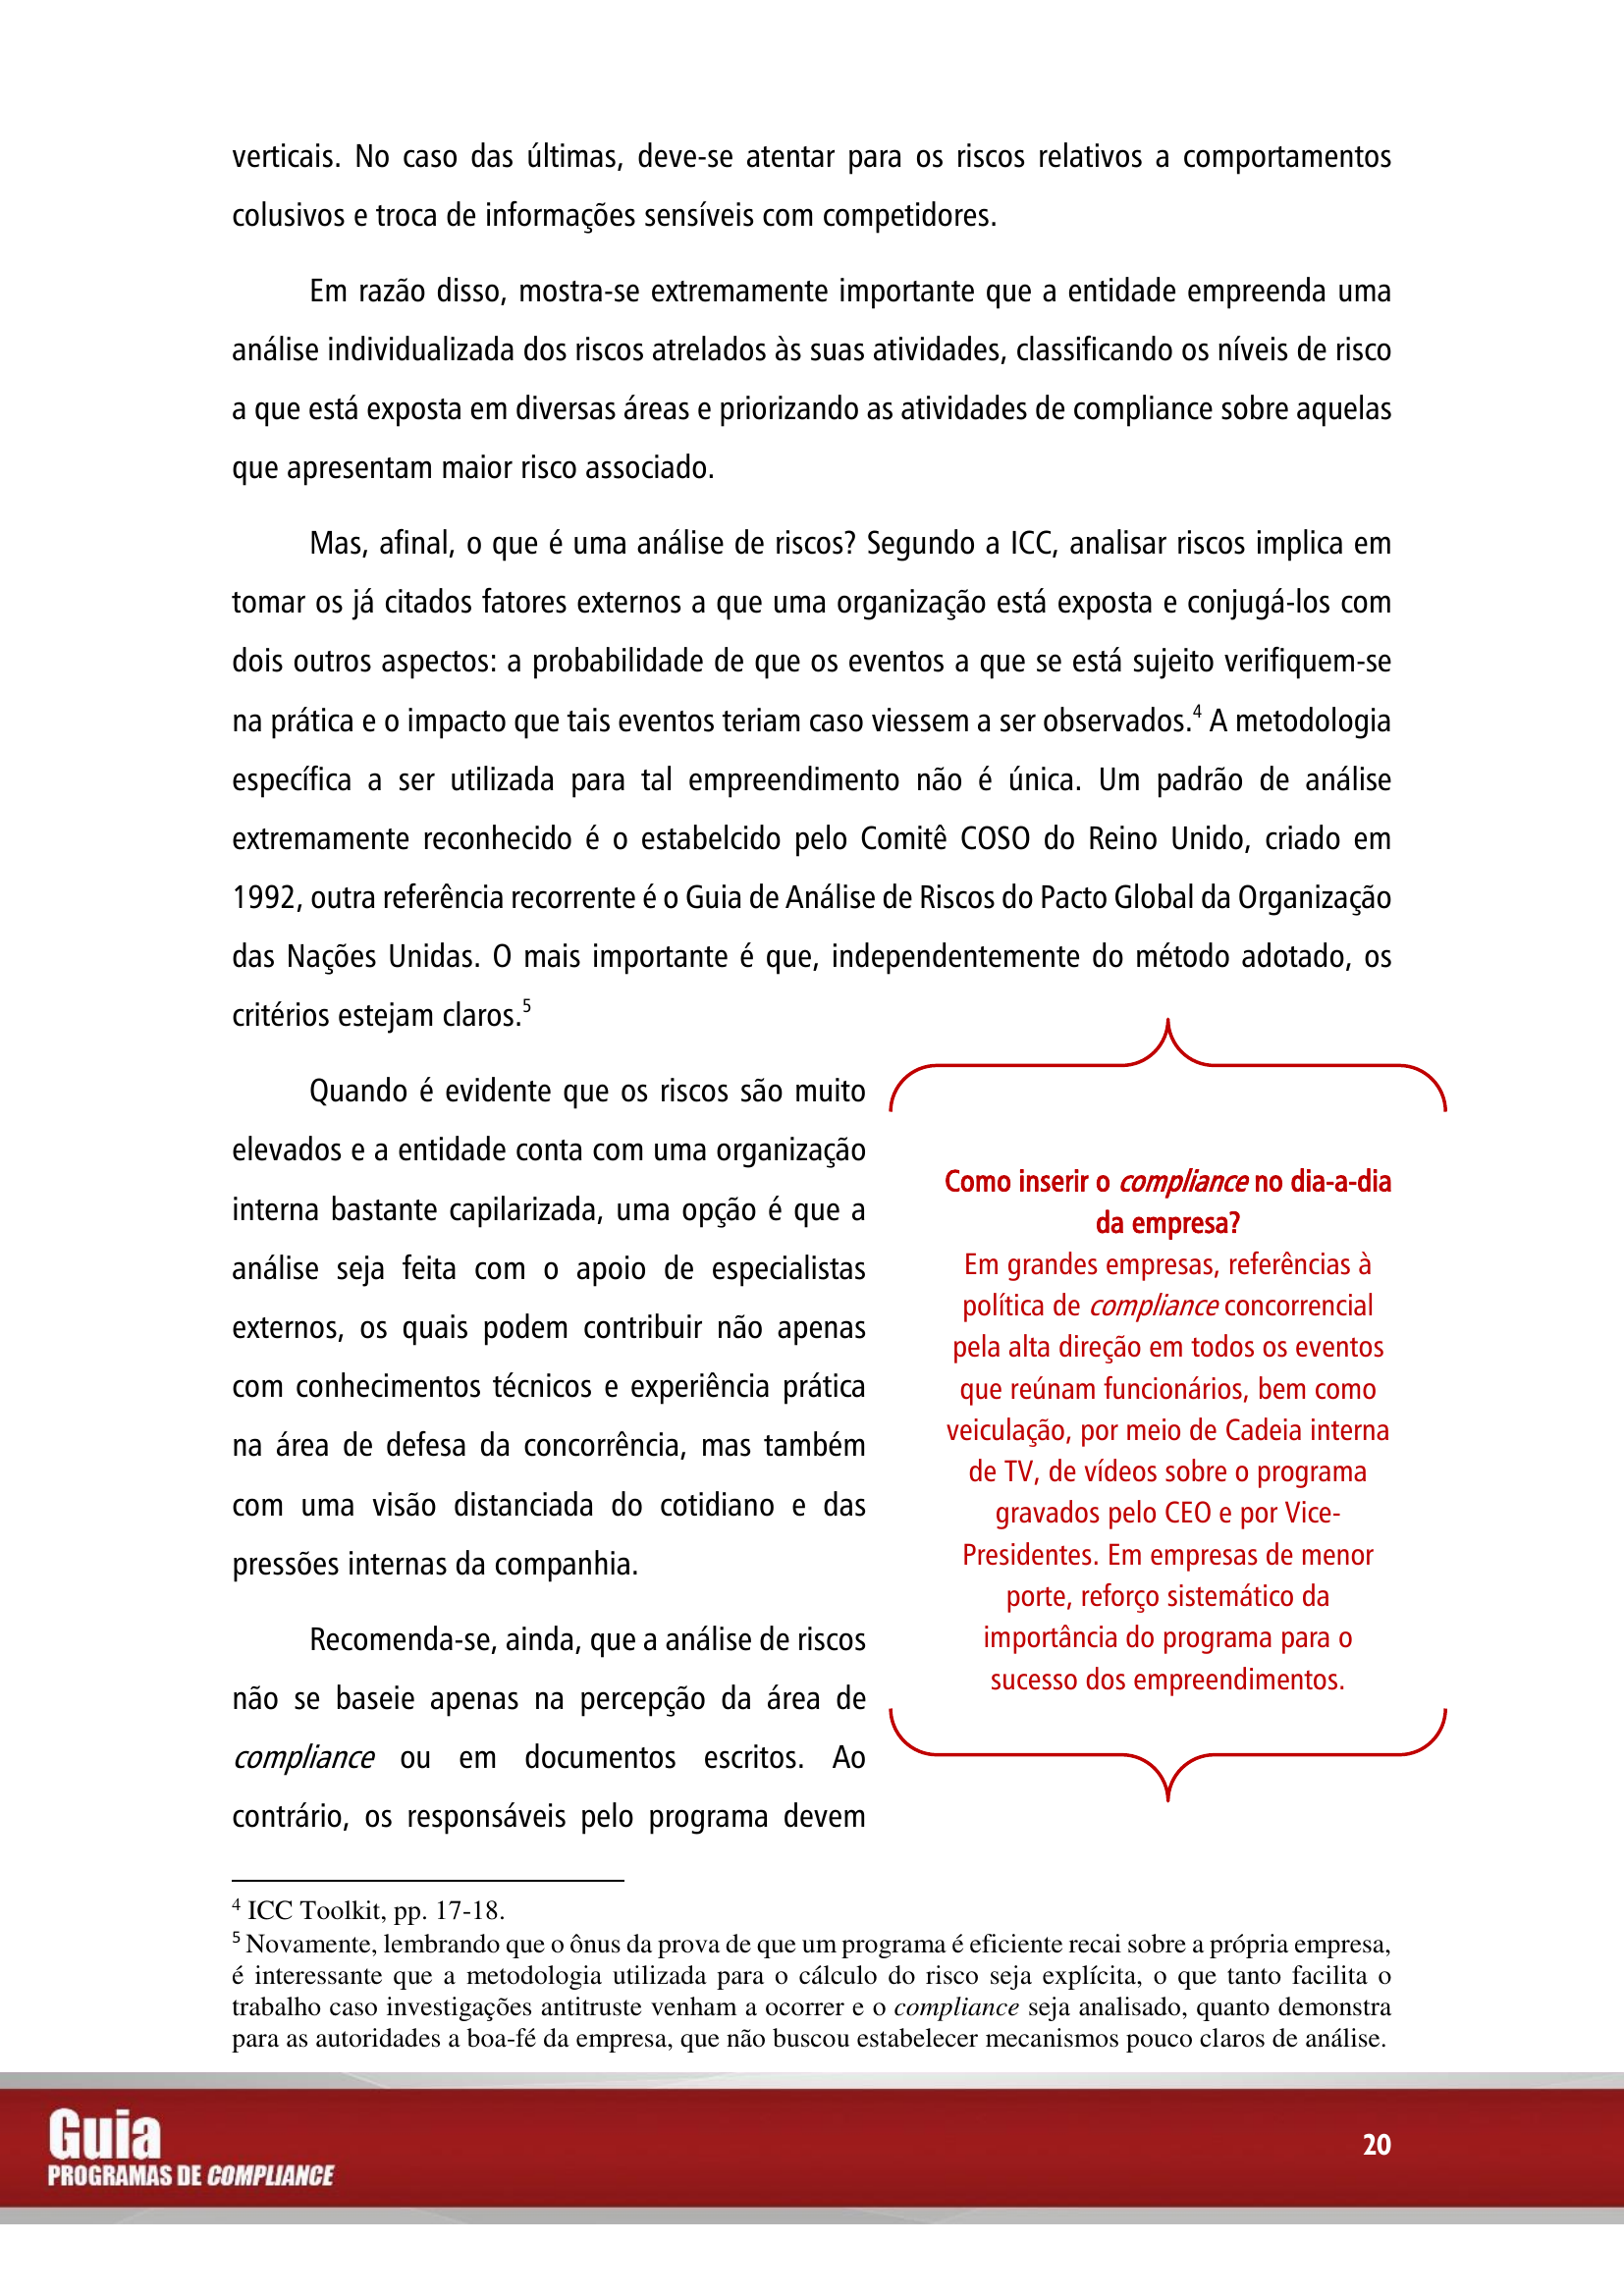 verticais. No caso das últimas, deve-se atentar para os riscos relativos a comportamentos
colusivos e troca de informações sensíveis com competidores.
Em razão disso, mostra-se extremamente importante que a entidade empreenda uma
análise individualizada dos riscos atrelados às suas atividades, classificando os níveis de risco
a que está exposta em diversas áreas e priorizando as atividades de compliance sobre aquelas
que apresentam maior risco associado.
Mas, afinal, o que é uma análise de riscos? Segundo a ICC, analisar riscos implica em
tomar os já citados fatores externos a que uma organização está exposta e conjugá-los com
dois outros aspectos: a probabilidade de que os eventos a que se está sujeito verifiquem-se
na prática e o impacto que tais eventos teriam caso viessem a ser observados.4 A metodologia
específica a ser utilizada para tal empreendimento não é única. Um padrão de análise
extremamente reconhecido é o estabelcido pelo Comitê COSO do Reino Unido, criado em
1992, outra referência recorrente é o Guia de Análise de Riscos do Pacto Global da Organização
das Nações Unidas. O mais importante é que, independentemente do método adotado, os
critérios estejam claros.5
Quando é evidente que os riscos são muito
elevados e a entidade conta com uma organização
interna bastante capilarizada, uma opção é que a
análise seja feita com o apoio de especialistas
externos, os quais podem contribuir não apenas
com conhecimentos técnicos e experiência prática
na área de defesa da concorrência, mas também
com uma visão distanciada do cotidiano e das
pressões internas da companhia.
Recomenda-se, ainda, que a análise de riscos
não se baseie apenas na percepção da área de
compliance ou em documentos escritos. Ao
contrário, os responsáveis pelo programa devem
Como inserir o compliance no dia-a-dia
da empresa?
Em grandes empresas, referências à
política de compliance concorrencial
pela alta direção em todos os eventos
que reúnam funcionários, bem como
veiculação, por meio de Cadeia interna
de TV, de vídeos sobre o programa
gravados pelo CEO e por Vice-
Presidentes. Em empresas de menor
porte, reforço sistemático da
importância do programa para o
sucesso dos empreendimentos.
4 ICC Toolkit, pp. 17-18.
5 Novamente, lembrando que o ônus da prova de que um programa é eficiente recai sobre a própria empresa,
é interessante que a metodologia utilizada para o cálculo do risco seja explícita, o que tanto facilita o
trabalho caso investigações antitruste venham a ocorrer e o compliance seja analisado, quanto demonstra
para as autoridades a boa-fé da empresa, que não buscou estabelecer mecanismos pouco claros de análise.
Guia
PROGRAMAS DE COMPLIANCE
20